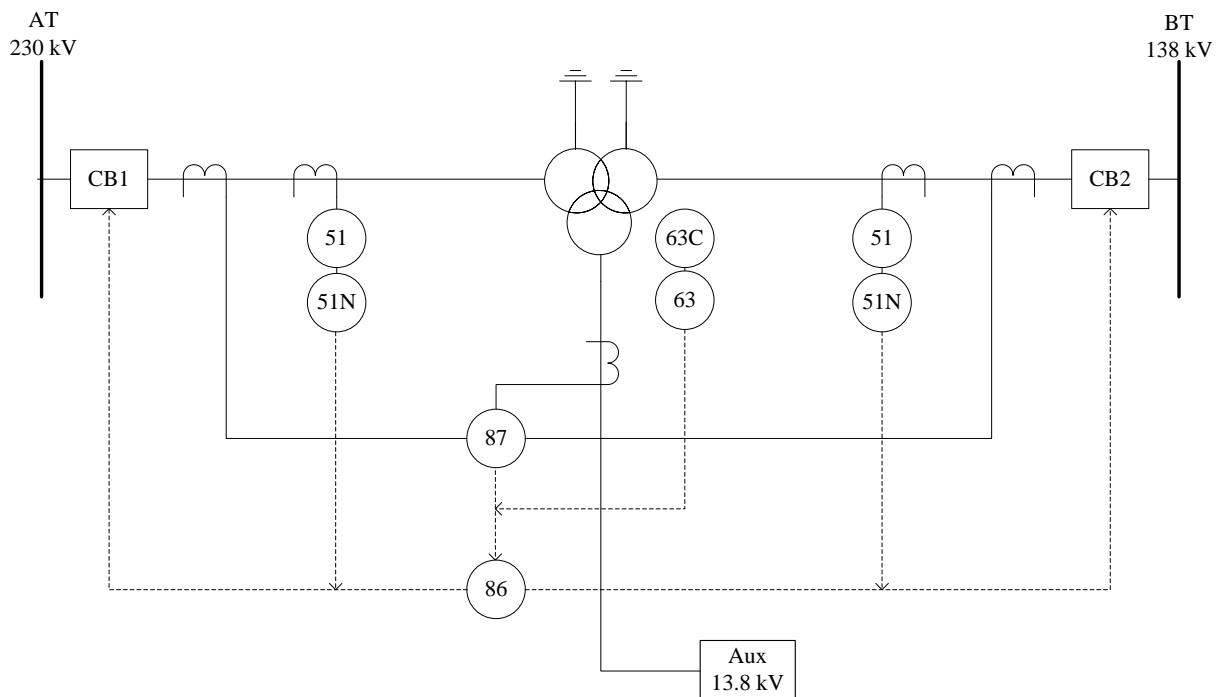 AT
230 kV
BT
138 kV
CB1
CB2
51
63C
51
51N
63
51N
87
86
Aux
13.8 kV